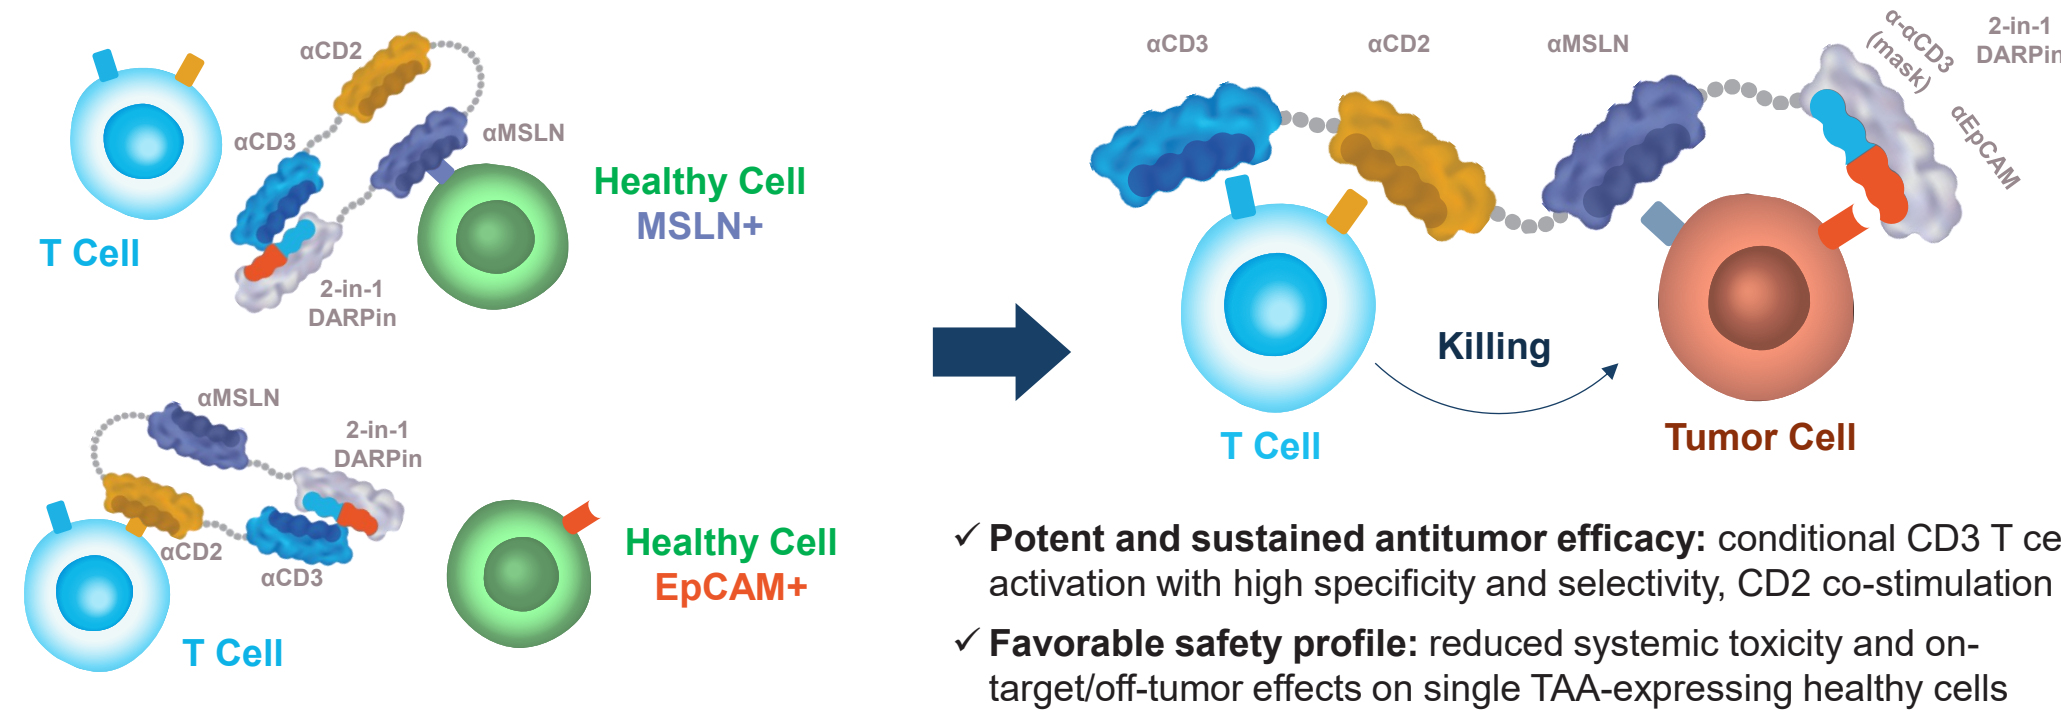 αCD2
αCD3
αMSLN
T Cell
2-in-1
DARPin
Healthy Cell
MSLN+
αMSLN
2-in-1
DARPin
αCD2
αCD3
T Cell
Healthy Cell
EpCAM+
αCD3
αCD2
αMSLN
α-αCD3
(mask)
2-in-1
DARPin
αEpCAM
Killing
T Cell
Tumor Cell
✓ Potent and sustained antitumor efficacy: conditional CD3 T ce
activation with high specificity and selectivity, CD2 co-stimulation
✓ Favorable safety profile: reduced systemic toxicity and on-
target/off-tumor effects on single TAA-expressing healthy cells